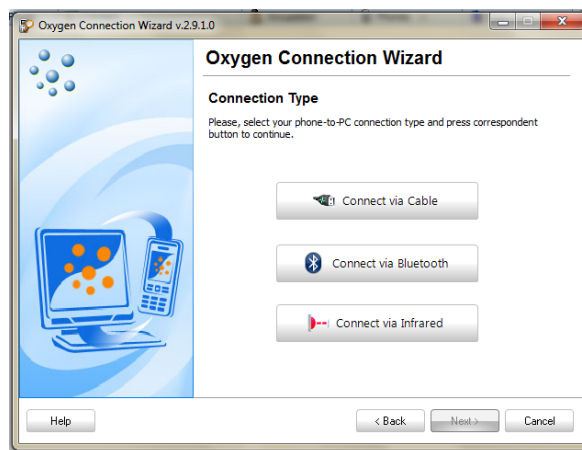 Oxygen Connection Wizard v.2.9.1.0
Oxygen Connection Wizard
Connection Type
Please, select your phone-to-PC connection type and press correspondent
button to continue.
Connect via Cable
Connect via Bluetooth
Connect via Infrared
Help
< Back
Next >
Cancel